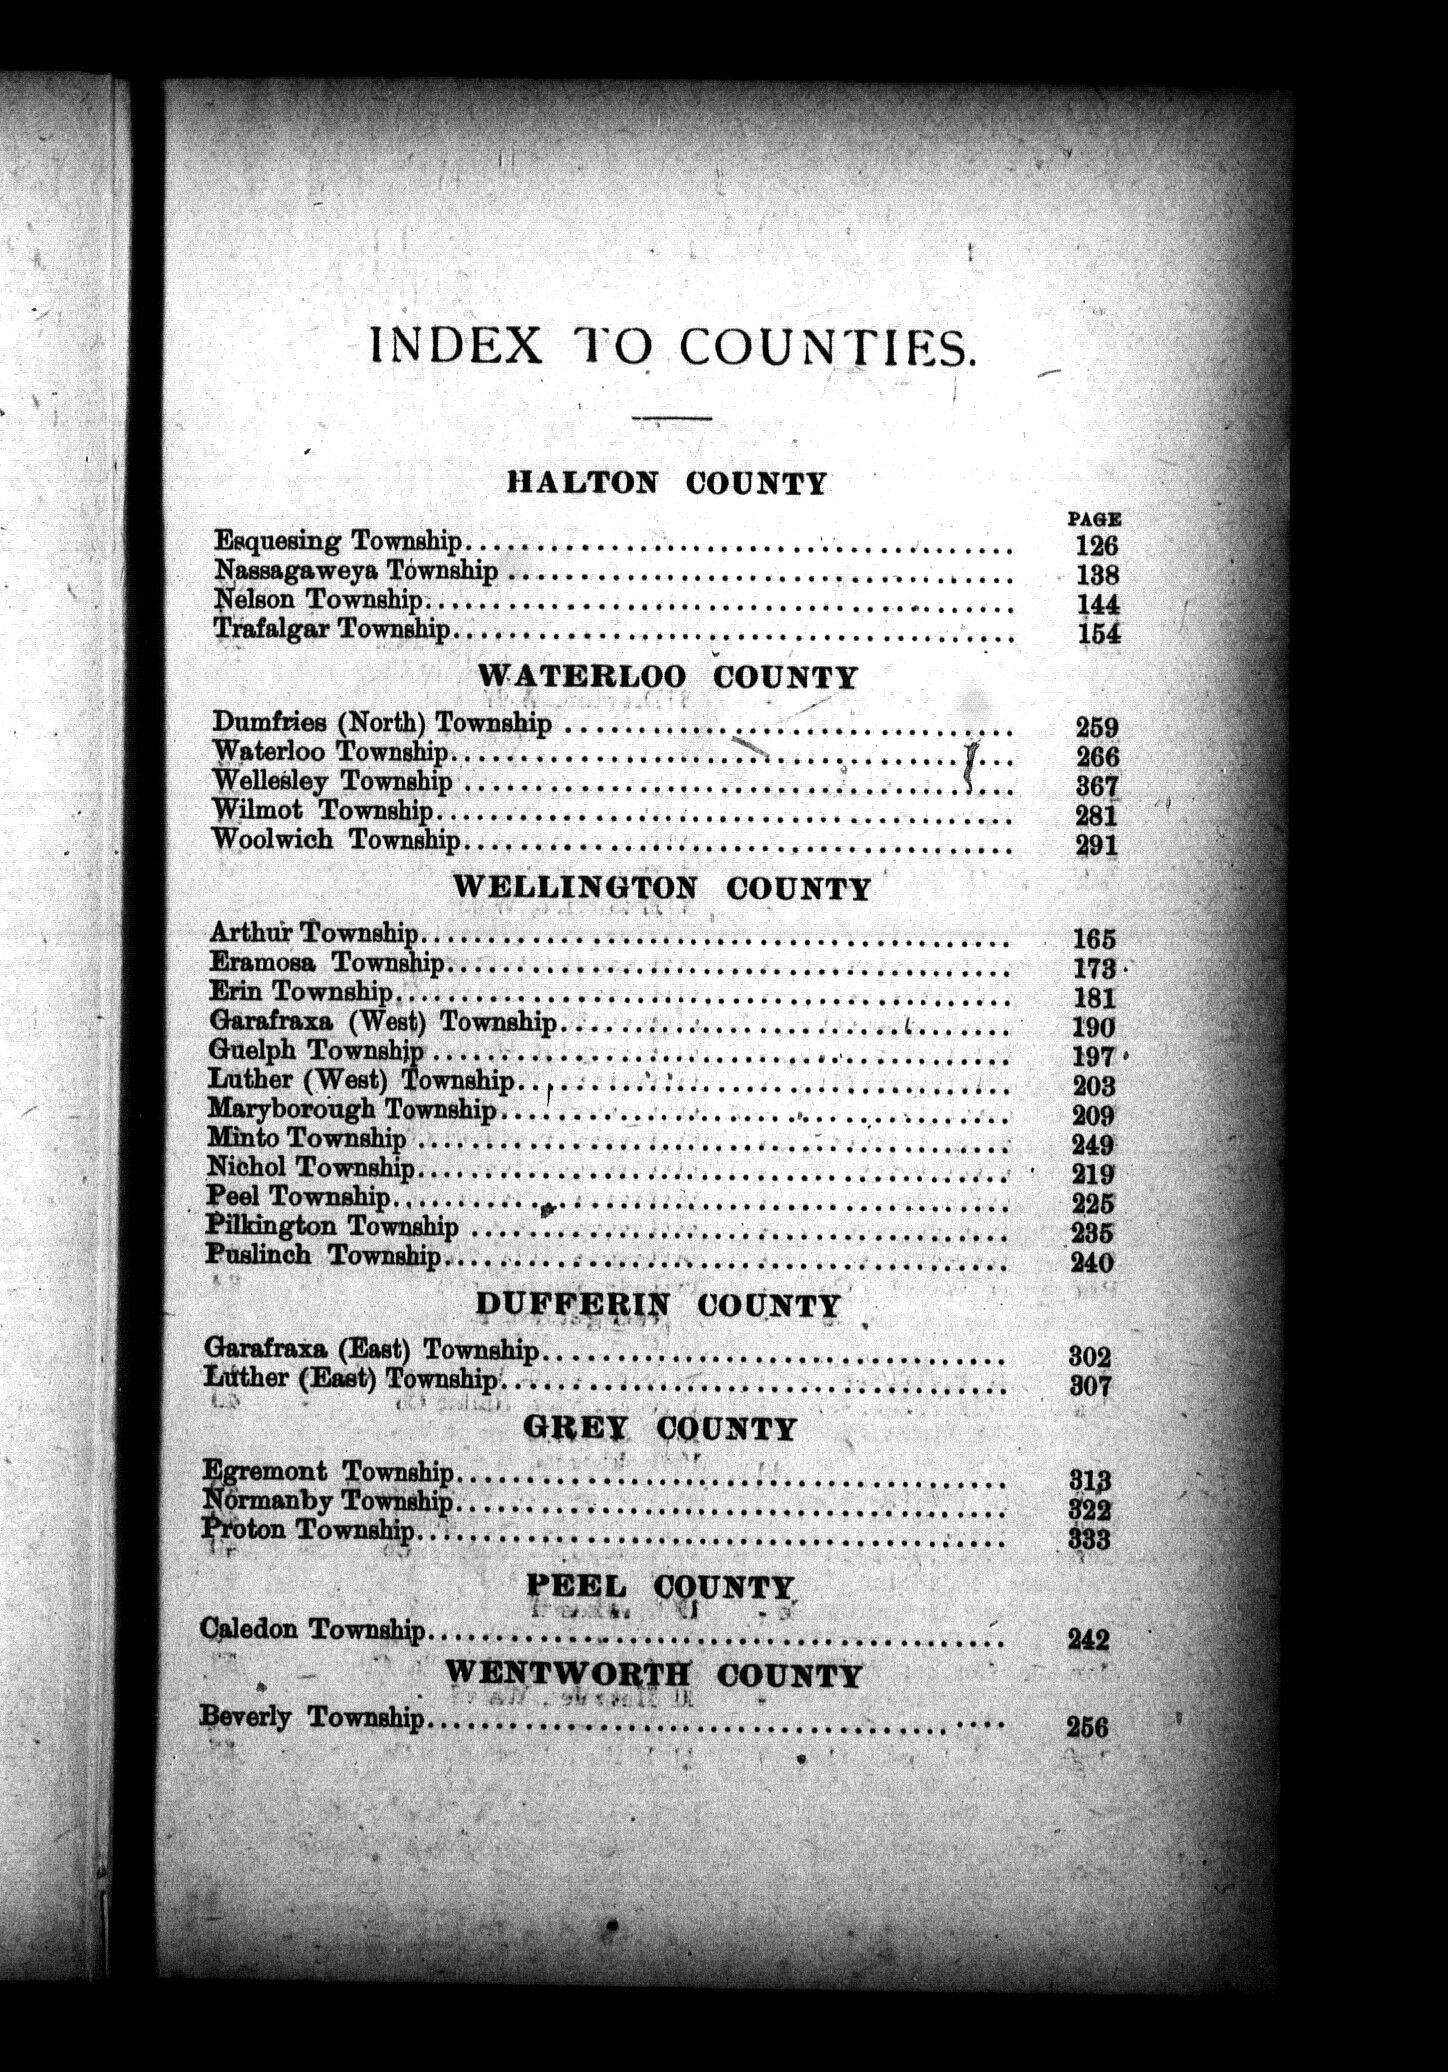 INDEX TO COUNTIES.
HALTON COUNTY
PAGE
Esquesing Township 126
Nassagaweya Township 138
Nelson Township 144
Trafalgar Township 154
WATERLOO COUNTY
Dumfries (North) Township 259
Waterloo Township 266
Wellesley Township 367
Wilmot Township 281
Woolwich Township 291
WELLINGTON COUNTY
Arthur Township 165
Eramosa Township 173
Erin Township 181
Garafraxa (West) Township 190
Guelph Township 197
Luther (West) Township 203
Maryborough Township 209
Minto Township 249
Nichol Township 219
Peel Township 225
Pilkington Township 235
Puslinch Township 240
DUFFERIN COUNTY
Garafraxa (East) Township 302
Luther (East) Township 307
GREY COUNTY
Egremont Township 313
Normanby Township 322
Proton Township 333
PEEL COUNTY
Caledon Township 242
WENTWORTH COUNTY
Beverly Township 256